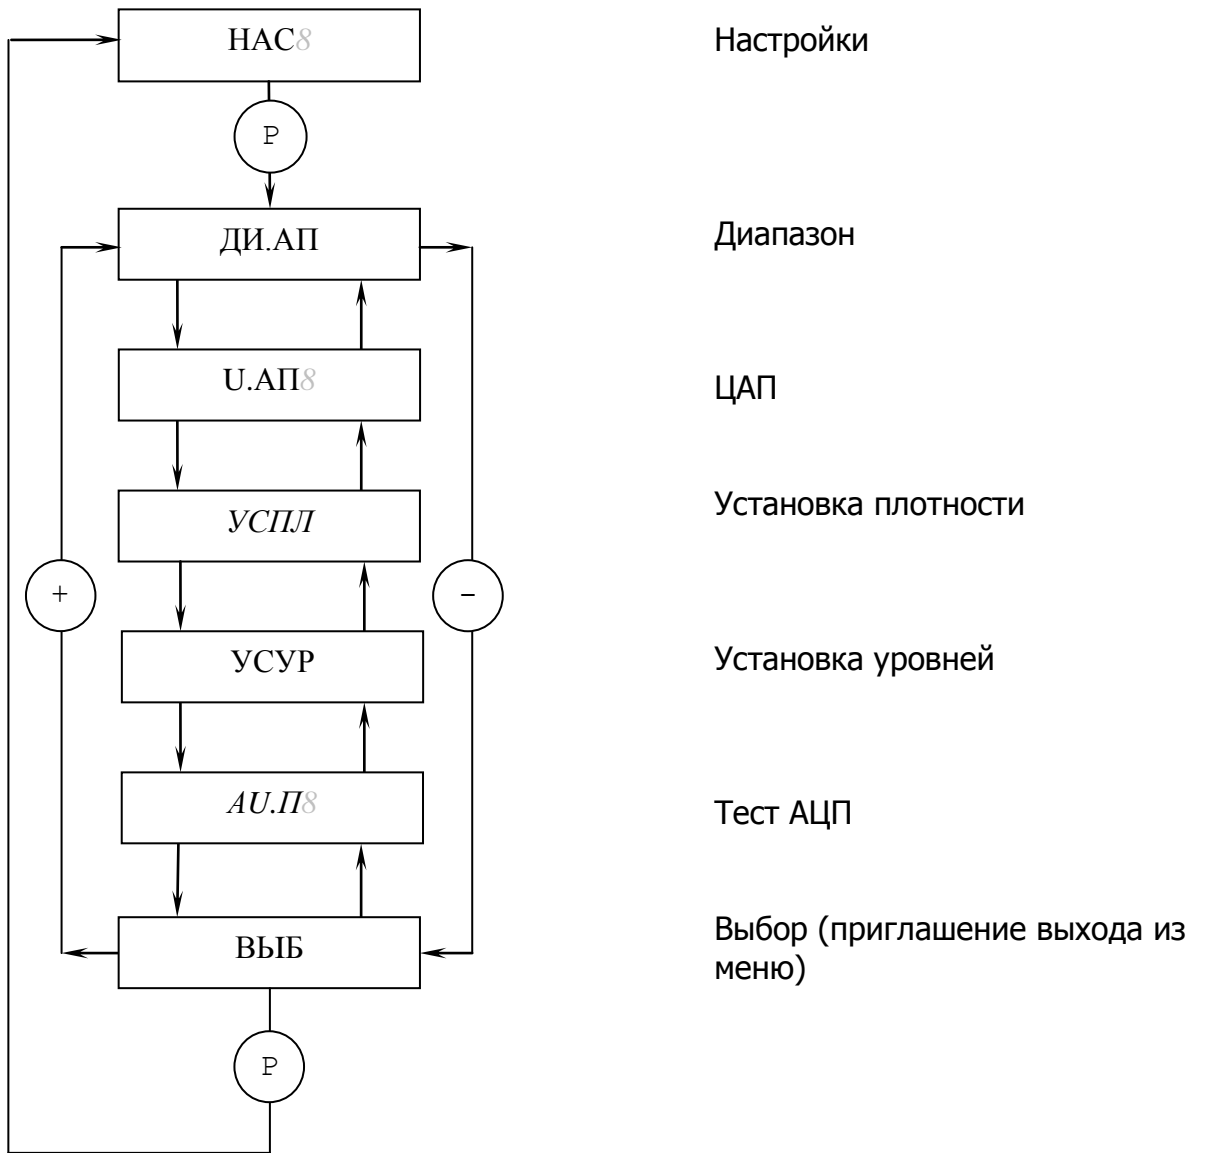 НАС8
Настройки
P
ДИ.АП
Диапазон
U.АП8
ЦАП
УСПЛ
Установка плотности
+
-
УСУР
Установка уровней
AU.П8
Тест АЦП
ВЫБ
Выбор (приглашение выхода из
меню)
P